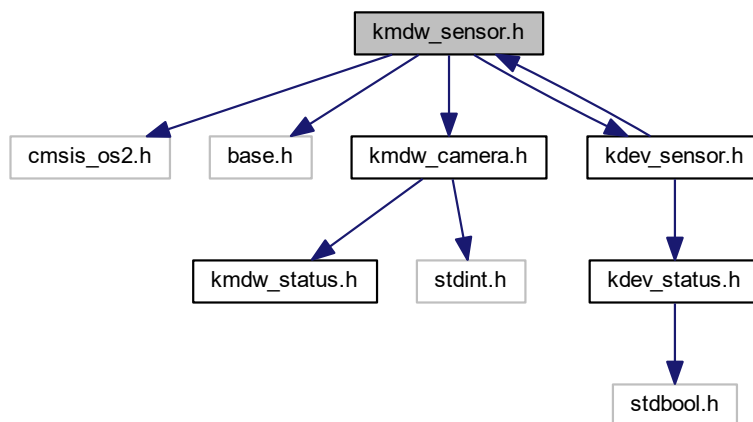 kmdw_sensor.h
cmsis_os2.h
base.h
kmdw_camera.h
kdev_sensor.h
kmdw_status.h
stdint.h
kdev_status.h
stdbool.h